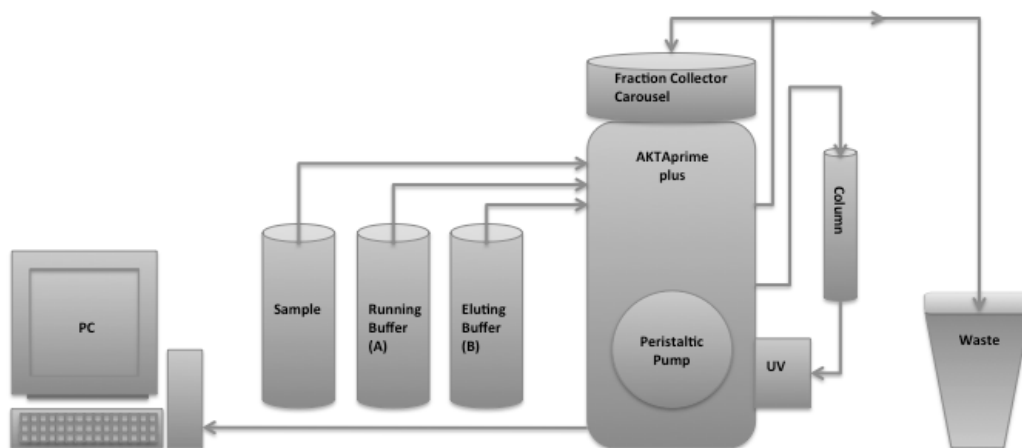 Fraction Collector
Carousel
AKTAprime
plus
Column
Sample
Running
Buffer
(A)
Eluting
Buffer
(B)
PC
Peristaltic
Pump
UV
Waste